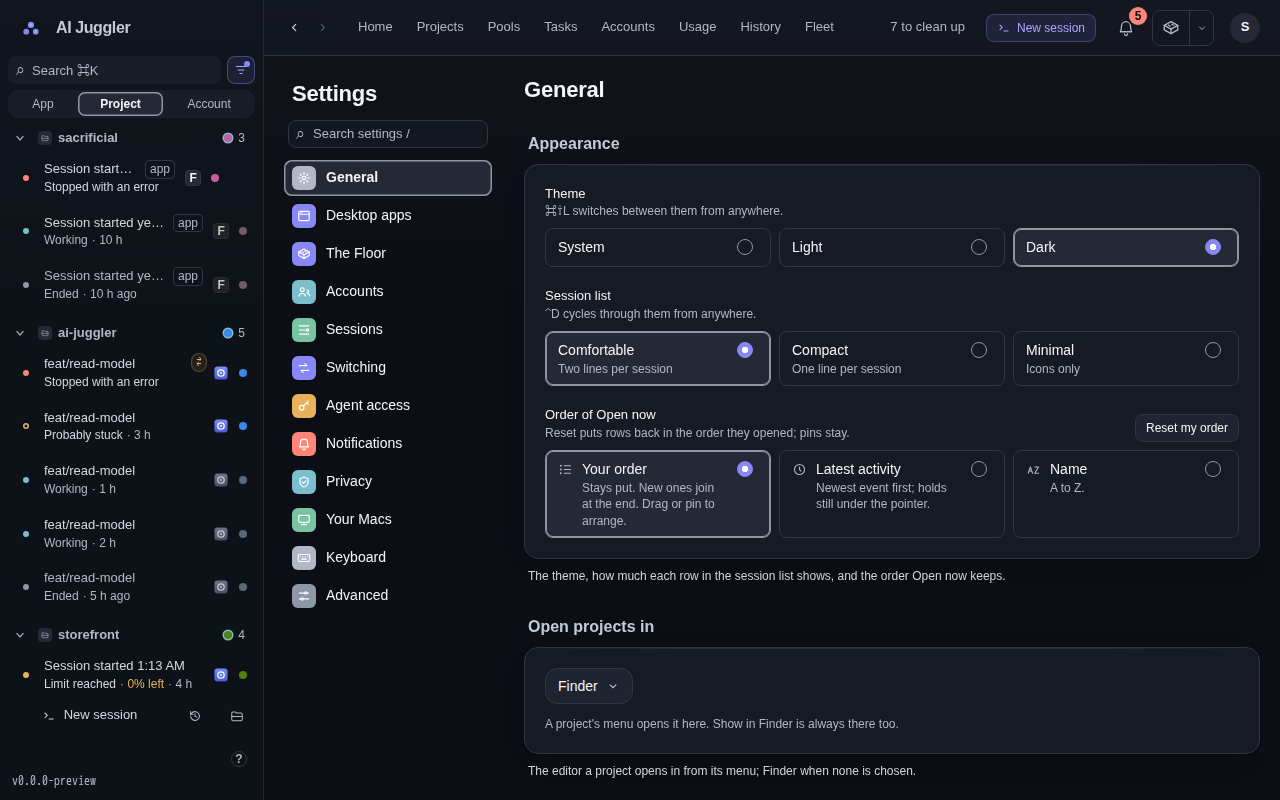 AI Juggler
Search ⌘K
App
Project
Account
sacrificial
3
Session start…
app
F
Stopped with an error
Session started ye…
app
F
Working · 10 h
Session started ye…
app
F
Ended · 10 h ago
ai-juggler
5
feat/read-model
Stopped with an error
feat/read-model
Probably stuck · 3 h
feat/read-model
Working · 1 h
feat/read-model
Working · 2 h
feat/read-model
Ended · 5 h ago
storefront
4
Session started 1:13 AM
Limit reached · 0% left · 4 h
New session
?
v0.0.0-preview
Home
Projects
Pools
Tasks
Accounts
Usage
History
Fleet
7 to clean up
New session
5
S
Settings
Search settings /
General
Desktop apps
The Floor
Accounts
Sessions
Switching
Agent access
Notifications
Privacy
Your Macs
Keyboard
Advanced
General
Appearance
Theme
⌘⇧L switches between them from anywhere.
System
Light
Dark
Session list
⌃D cycles through them from anywhere.
Comfortable
Two lines per session
Compact
One line per session
Minimal
Icons only
Order of Open now
Reset puts rows back in the order they opened; pins stay.
Reset my order
Your order
Stays put. New ones join
at the end. Drag or pin to
arrange.
Latest activity
Newest event first; holds
still under the pointer.
AZ
Name
A to Z.
The theme, how much each row in the session list shows, and the order Open now keeps.
Open projects in
Finder
A project's menu opens it here. Show in Finder is always there too.
The editor a project opens in from its menu; Finder when none is chosen.